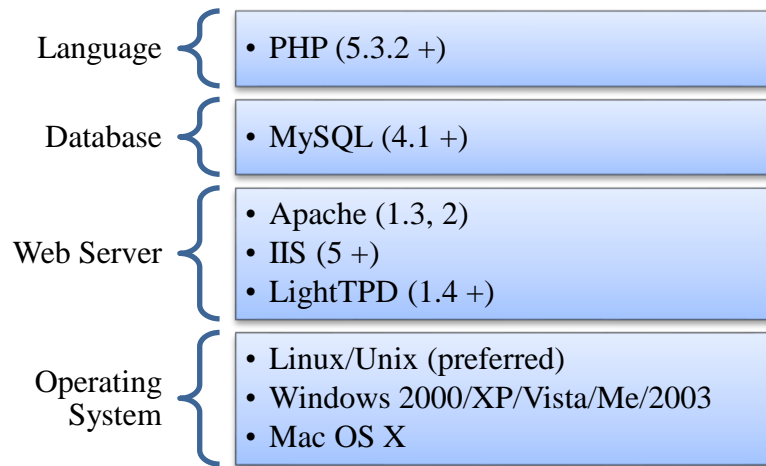 Language
• PHP (5.3.2 +)
Database
• MySQL (4.1 +)
Web Server
• Apache (1.3, 2)
• IIS (5 +)
• LightTPD (1.4 +)
Operating
System
• Linux/Unix (preferred)
• Windows 2000/XP/Vista/Me/2003
• Mac OS X